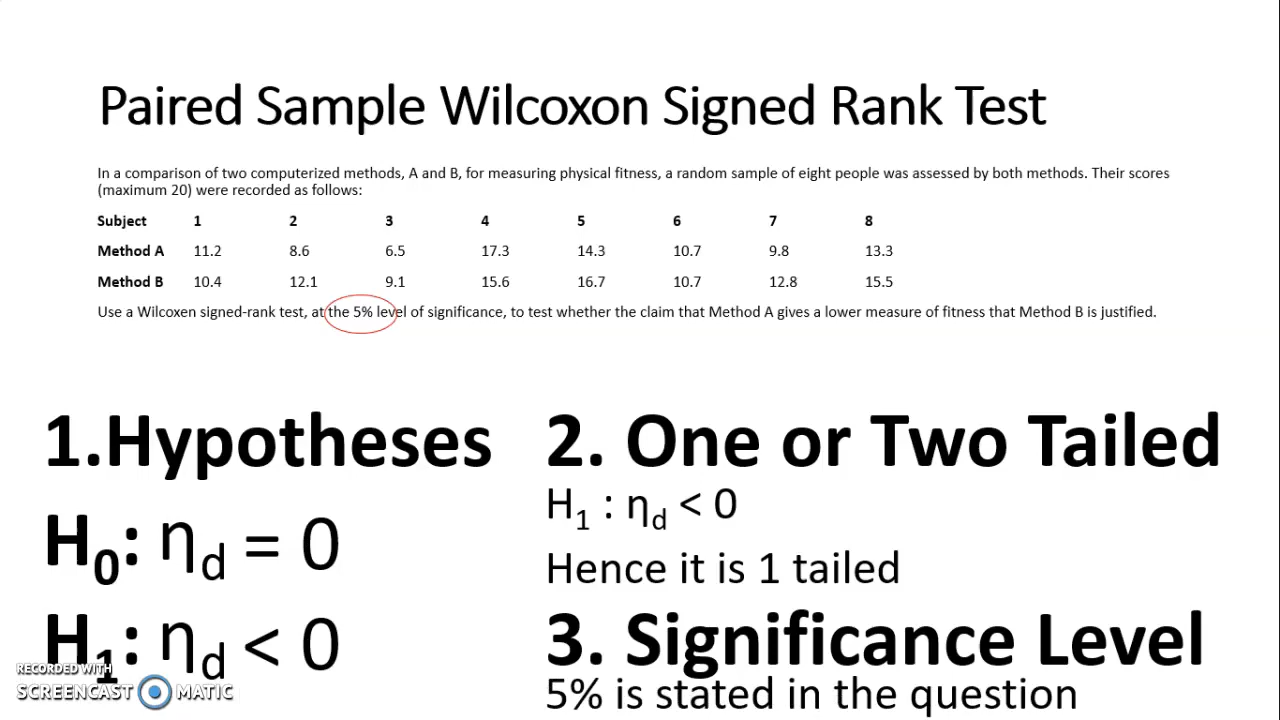 Paired Sample Wilcoxon Signed Rank Test
In a comparison of two computerized methods, A and B, for measuring physical fitness, a random sample of eight people was assessed by both methods. Their scores
(maximum 20) were recorded as follows:
Subject 1 2 3 4 5 6 7 8
Method A 11.2 8.6 6.5 17.3 14.3 10.7 9.8 13.3
Method B 10.4 12.1 9.1 15.6 16.7 10.7 12.8 15.5
Use a Wilcoxen signed-rank test, at the 5% level of significance, to test whether the claim that Method A gives a lower measure of fitness that Method B is justified.
1.Hypotheses
H₀: η_d = 0
H₁: η_d < 0
2. One or Two Tailed
H₁ : η_d < 0
Hence it is 1 tailed
3. Significance Level
5% is stated in the question
RECORDED WITH
SCREENCAST MATIC